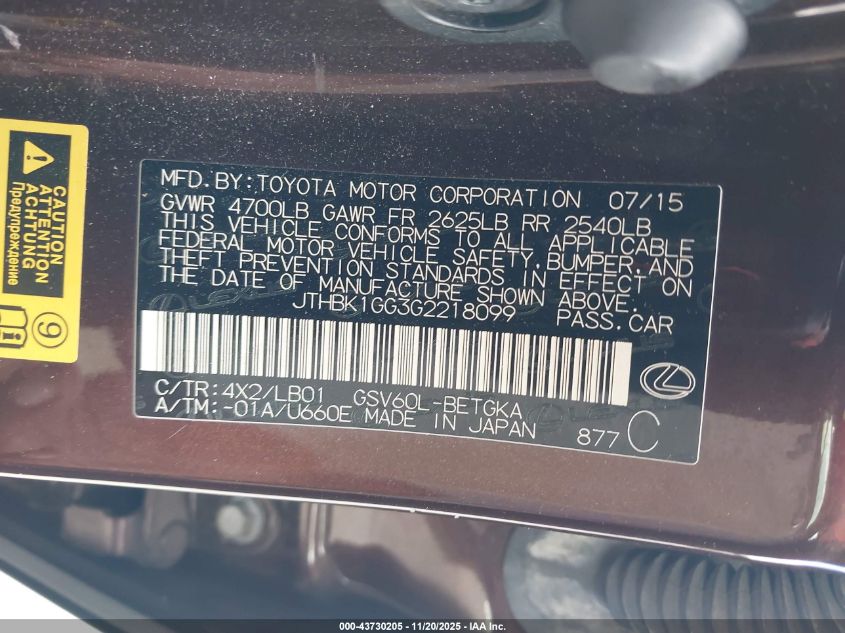 CAUTION
ATTENTION
ACHTUNG
Предупреждение
9
MFD.BY:TOYOTA MOTOR CORPORATION 07/15
GVWR 4700LB GAWR FR 2625LB RR 2540LB
THIS VEHICLE CONFORMS TO ALL APPLICABLE
FEDERAL MOTOR VEHICLE SAFETY,BUMPER,AND
THEFT PREVENTION STANDARDS IN EFFECT ON
THE DATE OF MANUFACTURE SHOWN ABOVE.
JTHBK1GG3G2218099 PASS.CAR
C/TR:4X2/LB01 GSV60L-BETGKA
A/TM:-01A/U660E MADE IN JAPAN 877 C
000-43730205 - 11/20/2025 - IAA Inc.